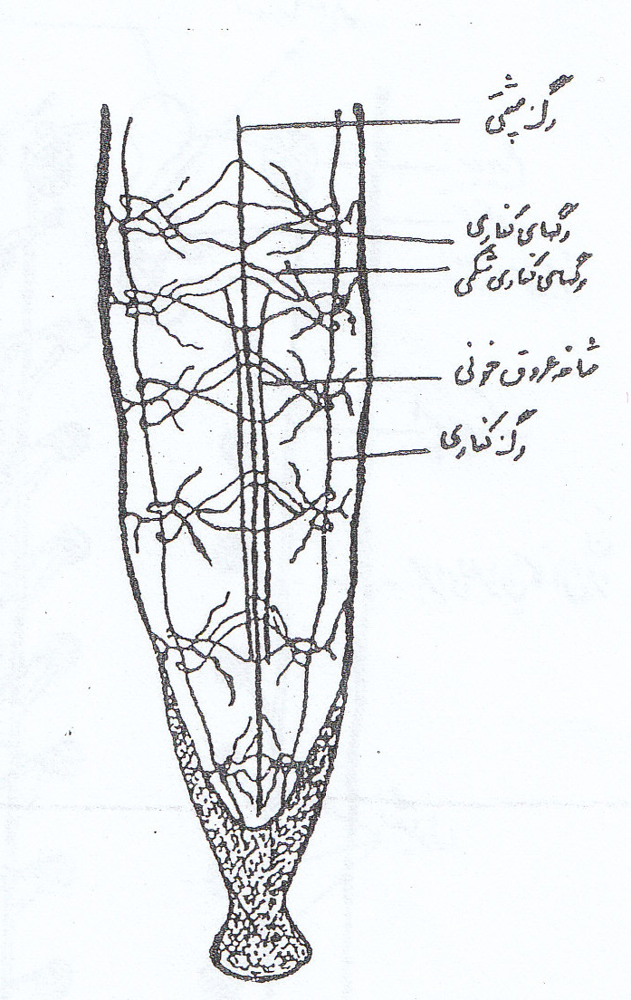 رگ پشتی
رگهای کناری
رگهای کناری شکمی
شاخه عروق خونی
رگ کناری